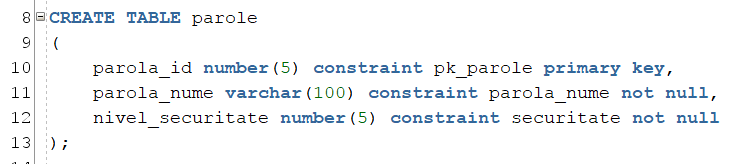 8 CREATE TABLE parole
9 (
10 parola_id number(5) constraint pk_parole primary key,
11 parola_nume varchar(100) constraint parola_nume not null,
12 nivel_securitate number(5) constraint securitate not null
13 );